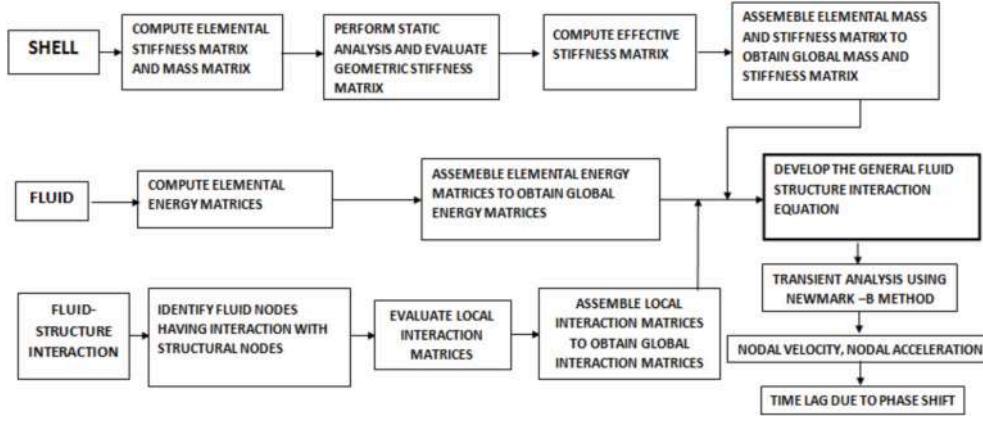 SHELL
COMPUTE ELEMENTAL
STIFFNESS MATRIX
AND MASS MATRIX
PERFORM STATIC
ANALYSIS AND EVALUATE
GEOMETRIC STIFFNESS
MATRIX
COMPUTE EFFECTIVE
STIFFNESS MATRIX
ASSEMEBLE ELEMENTAL MASS
AND STIFFNESS MATRIX TO
OBTAIN GLOBAL MASS AND
STIFFNESS MATRIX
FLUID
COMPUTE ELEMENTAL
ENERGY MATRICES
ASSEMEBLE ELEMENTAL ENERGY
MATRICES TO OBTAIN GLOBAL
ENERGY MATRICES
DEVELOP THE GENERAL FLUID
STRUCTURE INTERACTION
EQUATION
FLUID-
STRUCTURE
INTERACTION
IDENTIFY FLUID NODES
HAVING INTERACTION WITH
STRUCTURAL NODES
EVALUATE LOCAL
INTERACTION
MATRICES
ASSEMBLE LOCAL
INTERACTION MATRICES
TO OBTAIN GLOBAL
INTERACTION MATRICES
TRANSIENT ANALYSIS USING
NEWMARK –B METHOD
NODAL VELOCITY, NODAL ACCELERATION
TIME LAG DUE TO PHASE SHIFT